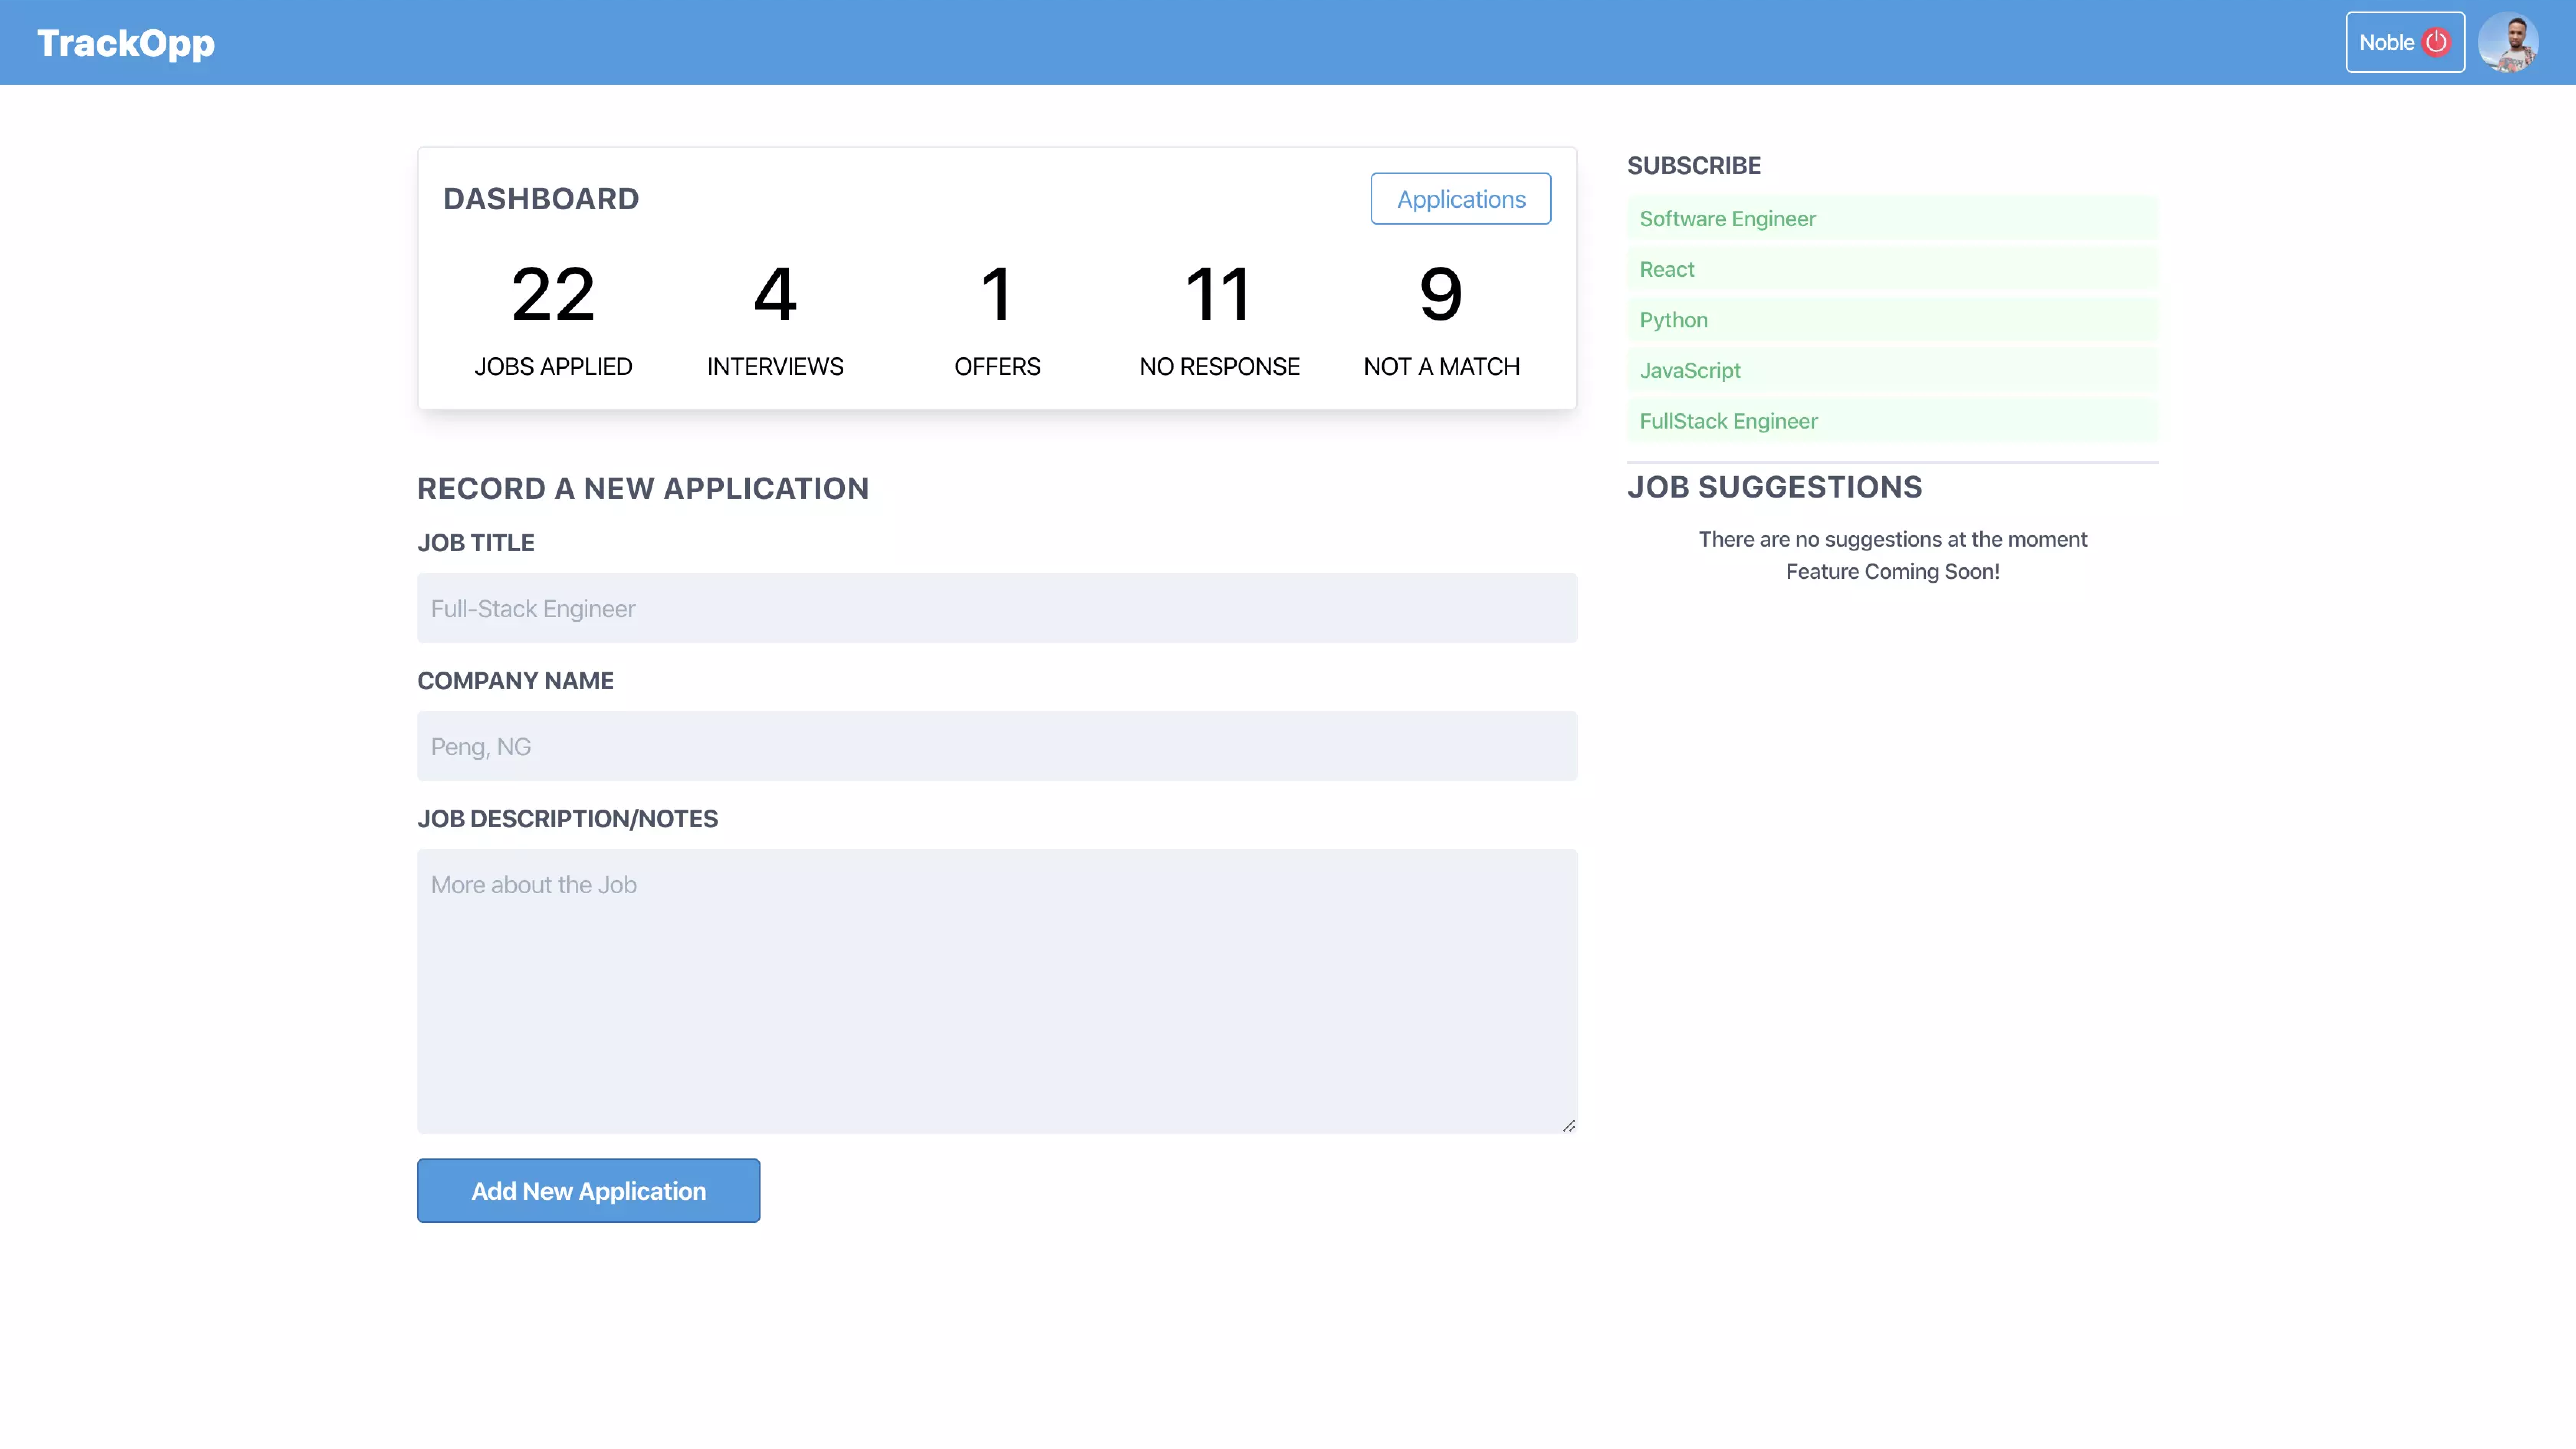 TrackOpp
Noble
DASHBOARD
Applications
22
4
1
11
9
JOBS APPLIED
INTERVIEWS
OFFERS
NO RESPONSE
NOT A MATCH
RECORD A NEW APPLICATION
JOB TITLE
Full-Stack Engineer
COMPANY NAME
Peng, NG
JOB DESCRIPTION/NOTES
More about the Job
Add New Application
SUBSCRIBE
Software Engineer
React
Python
JavaScript
FullStack Engineer
JOB SUGGESTIONS
There are no suggestions at the moment
Feature Coming Soon!